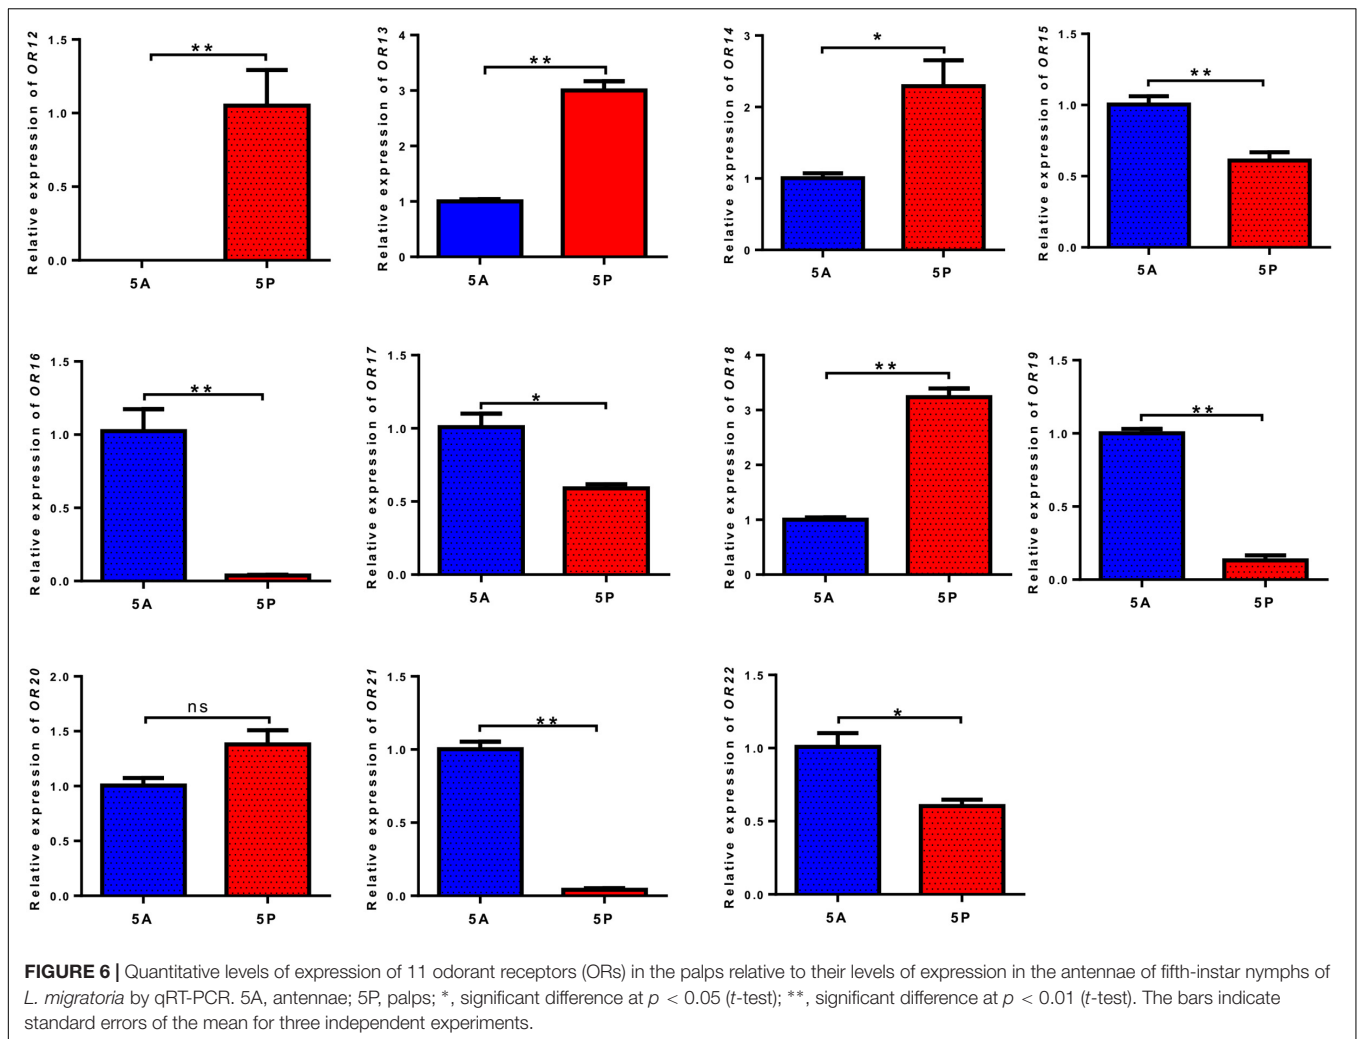 Relative expression of OR12
1.5
1.0
0.5
0.0
**
5A
5P
Relative expression of OR13
4
3
2
1
0
**
5A
5P
Relative expression of OR14
3
2
1
0
*
5A
5P
Relative expression of OR15
1.5
1.0
0.5
0.0
**
5A
5P
Relative expression of OR16
1.5
1.0
0.5
0.0
**
5A
5P
Relative expression of OR17
1.5
1.0
0.5
0.0
*
5A
5P
Relative expression of OR18
4
3
2
1
0
**
5A
5P
Relative expression of OR19
1.5
1.0
0.5
0.0
**
5A
5P
Relative expression of OR20
2.0
1.5
1.0
0.5
0.0
ns
5A
5P
Relative expression of OR21
1.5
1.0
0.5
0.0
**
5A
5P
Relative expression of OR22
1.5
1.0
0.5
0.0
*
5A
5P
FIGURE 6 | Quantitative levels of expression of 11 odorant receptors (ORs) in the palps relative to their levels of expression in the antennae of fifth-instar nymphs of
L. migratoria by qRT-PCR. 5A, antennae; 5P, palps; *, significant difference at p < 0.05 (t-test); **, significant difference at p < 0.01 (t-test). The bars indicate
standard errors of the mean for three independent experiments.